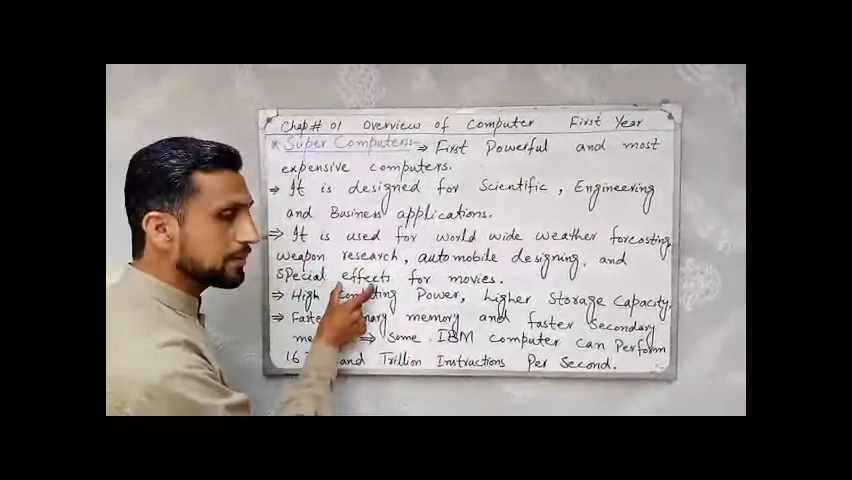 Chap# 01 Overview of Computer First Year
* Super Computers → First Powerful and most
expensive computers.
⇒ It is designed for Scientific, Engineering
and Business applications.
⇒ It is used for world wide weather forcasting
weapon research, automobile designing, and
special effects for movies.
⇒ High Power, Higher Storage capacity.
⇒ memory and faster Secondary
⇒ Some IBM computer can Perform
16 Trillion Instractions Per Second.